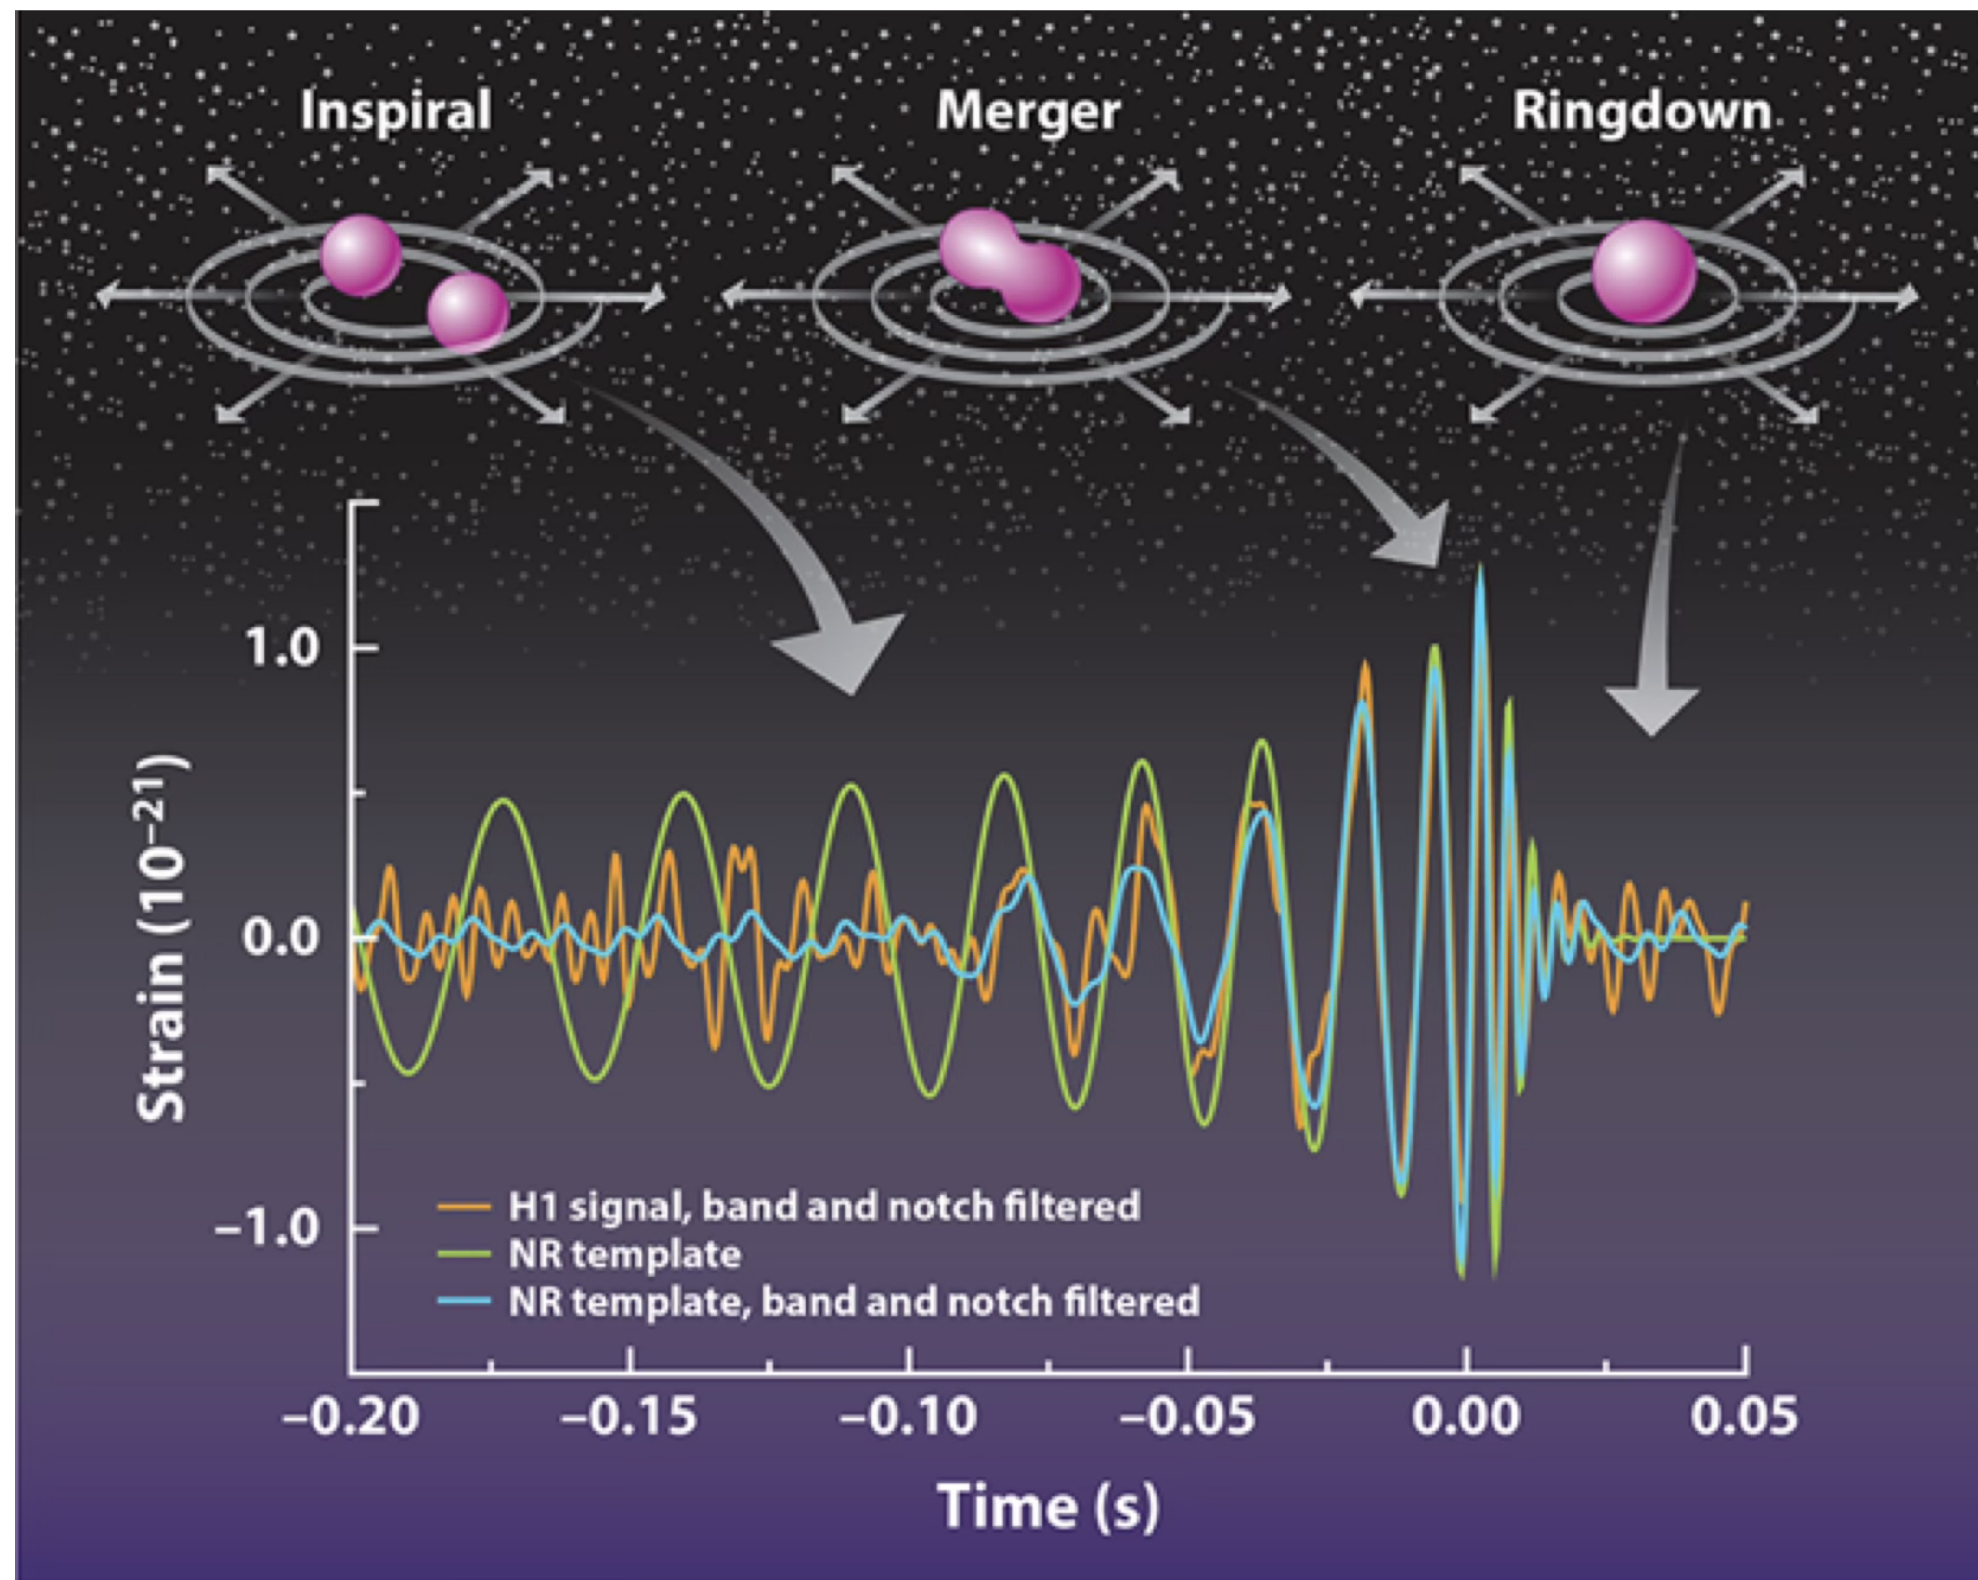 Inspiral
Merger
Ringdown
1.0
0.0
–1.0
Strain (10⁻²¹)
H1 signal, band and notch filtered
NR template
NR template, band and notch filtered
–0.20
–0.15
–0.10
–0.05
0.00
0.05
Time (s)